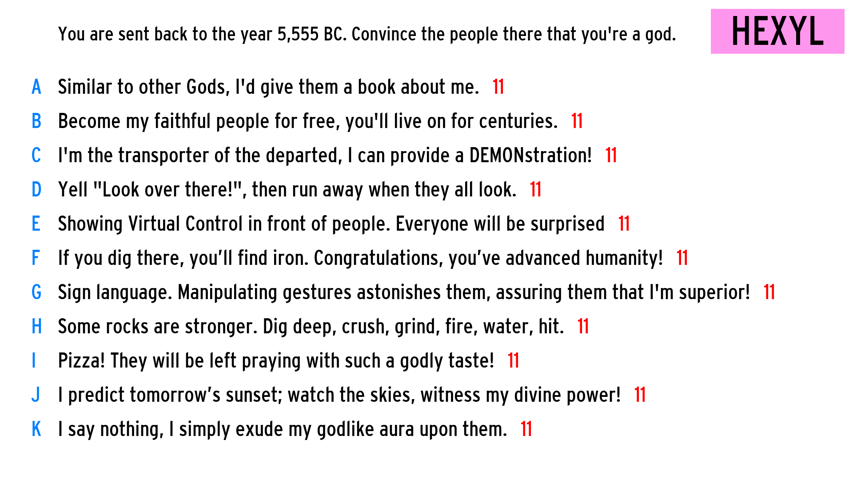 You are sent back to the year 5,555 BC. Convince the people there that you're a god.
HEXYL
A Similar to other Gods, I'd give them a book about me. 11
B Become my faithful people for free, you'll live on for centuries. 11
C I'm the transporter of the departed, I can provide a DEMONstration! 11
D Yell "Look over there!", then run away when they all look. 11
E Showing Virtual Control in front of people. Everyone will be surprised 11
F If you dig there, you’ll find iron. Congratulations, you’ve advanced humanity! 11
G Sign language. Manipulating gestures astonishes them, assuring them that I'm superior! 11
H Some rocks are stronger. Dig deep, crush, grind, fire, water, hit. 11
I Pizza! They will be left praying with such a godly taste! 11
J I predict tomorrow’s sunset; watch the skies, witness my divine power! 11
K I say nothing, I simply exude my godlike aura upon them. 11